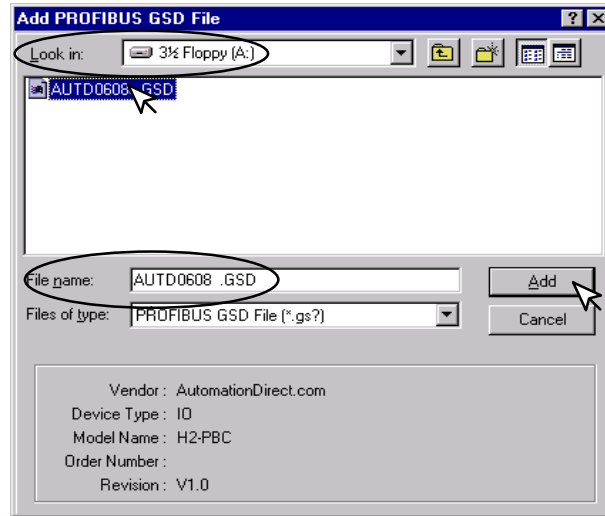 Add PROFIBUS GSD File
Look in: 3½ Floppy (A:)
AUTD0608 .GSD
File name: AUTD0608 .GSD Add
Files of type: PROFIBUS GSD File (*.gs?) Cancel
Vendor : AutomationDirect.com
Device Type : IO
Model Name : H2-PBC
Order Number :
Revision : V1.0